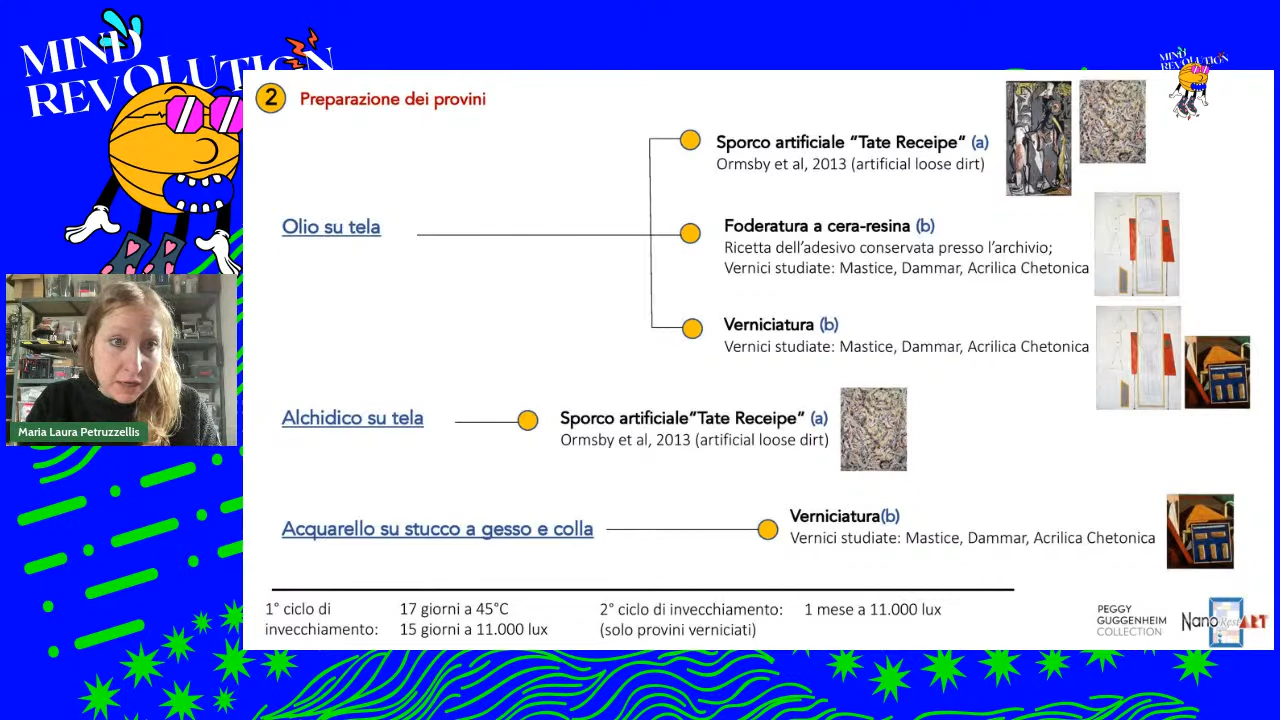 MIND
REVOLUTION
MIND
REVOLUTION
2
Preparazione dei provini
Sporco artificiale “Tate Receipe“ (a)
Ormsby et al, 2013 (artificial loose dirt)
Olio su tela
Foderatura a cera-resina (b)
Ricetta dell’adesivo conservata presso l’archivio;
Vernici studiate: Mastice, Dammar, Acrilica Chetonica
Verniciatura (b)
Vernici studiate: Mastice, Dammar, Acrilica Chetonica
Alchidico su tela
Sporco artificiale“Tate Receipe“ (a)
Ormsby et al, 2013 (artificial loose dirt)
Maria Laura Petruzzellis
Acquarello su stucco a gesso e colla
Verniciatura(b)
Vernici studiate: Mastice, Dammar, Acrilica Chetonica
1° ciclo di
invecchiamento:
17 giorni a 45°C
15 giorni a 11.000 lux
2° ciclo di invecchiamento:
(solo provini verniciati)
1 mese a 11.000 lux
PEGGY
GUGGENHEIM
COLLECTION
NanoRestART